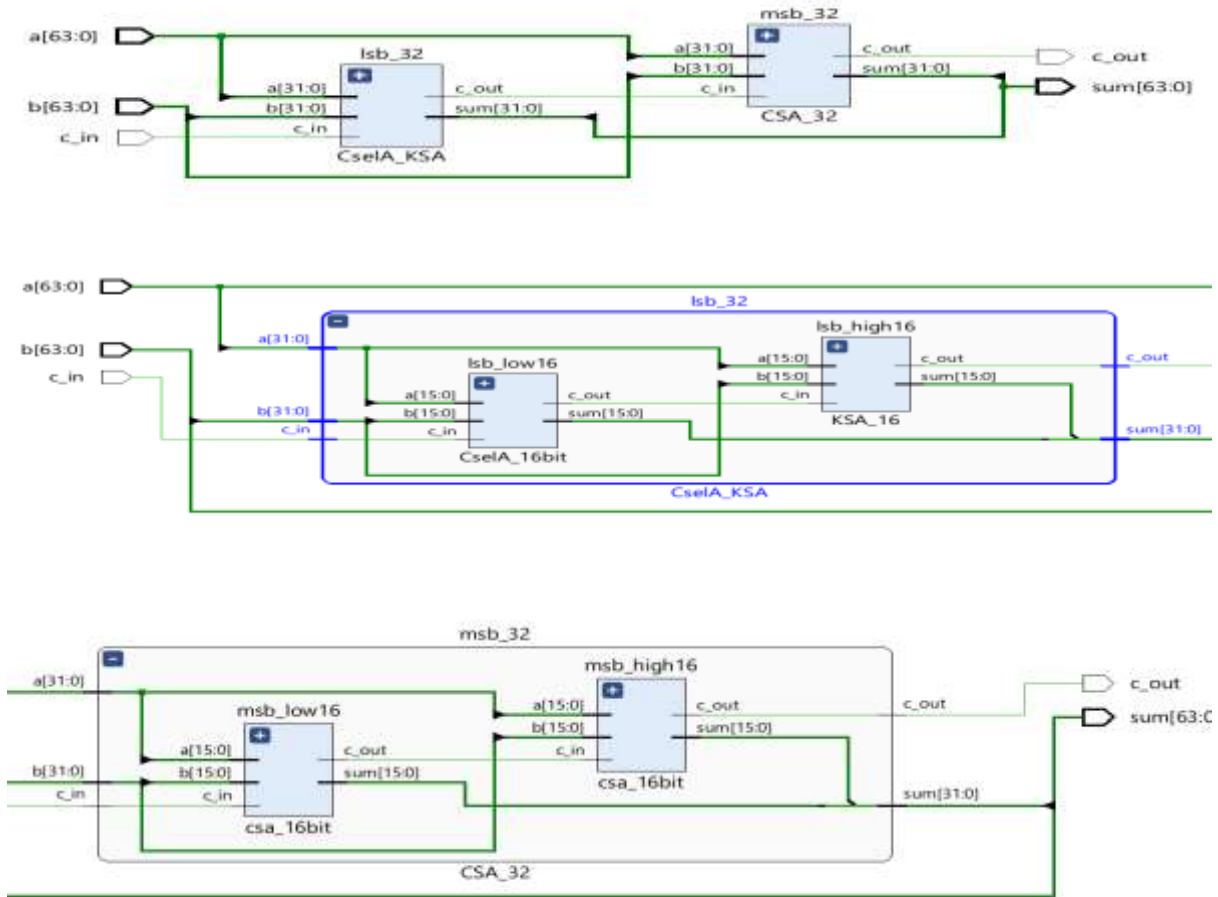 msb_32
a[63:0]
lsb_32
a[31:0]
b[31:0]
c_in
c_out
sum[31:0]
c_out
sum[63:0]
CSA_32
b[63:0]
c_in
a[31:0]
b[31:0]
c_in
c_out
sum[31:0]
CselA_KSA
a[63:0]
lsb_32
b[63:0]
c_in
a[31:0]
b[31:0]
c_in
lsb_low16
a[15:0]
b[15:0]
c_in
c_out
sum[15:0]
CselA_16bit
lsb_high16
a[15:0]
b[15:0]
c_in
c_out
sum[15:0]
KSA_16
c_out
sum[31:0]
CselA_KSA
msb_32
a[31:0]
b[31:0]
c_in
msb_low16
a[15:0]
b[15:0]
c_in
c_out
sum[15:0]
csa_16bit
msb_high16
a[15:0]
b[15:0]
c_in
c_out
sum[15:0]
csa_16bit
c_out
sum[31:0]
c_out
sum[63:0
CSA_32